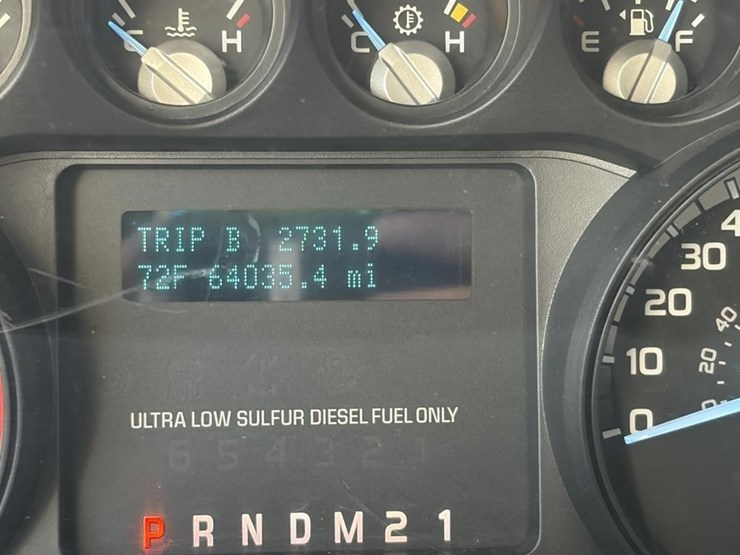 C H
C H
E F
TRIP B 2731.9
72F 64035.4 mi
ULTRA LOW SULFUR DIESEL FUEL ONLY
6 5 4 3 2 1
P R N D M 2 1
4
30
20
10
0
40
20